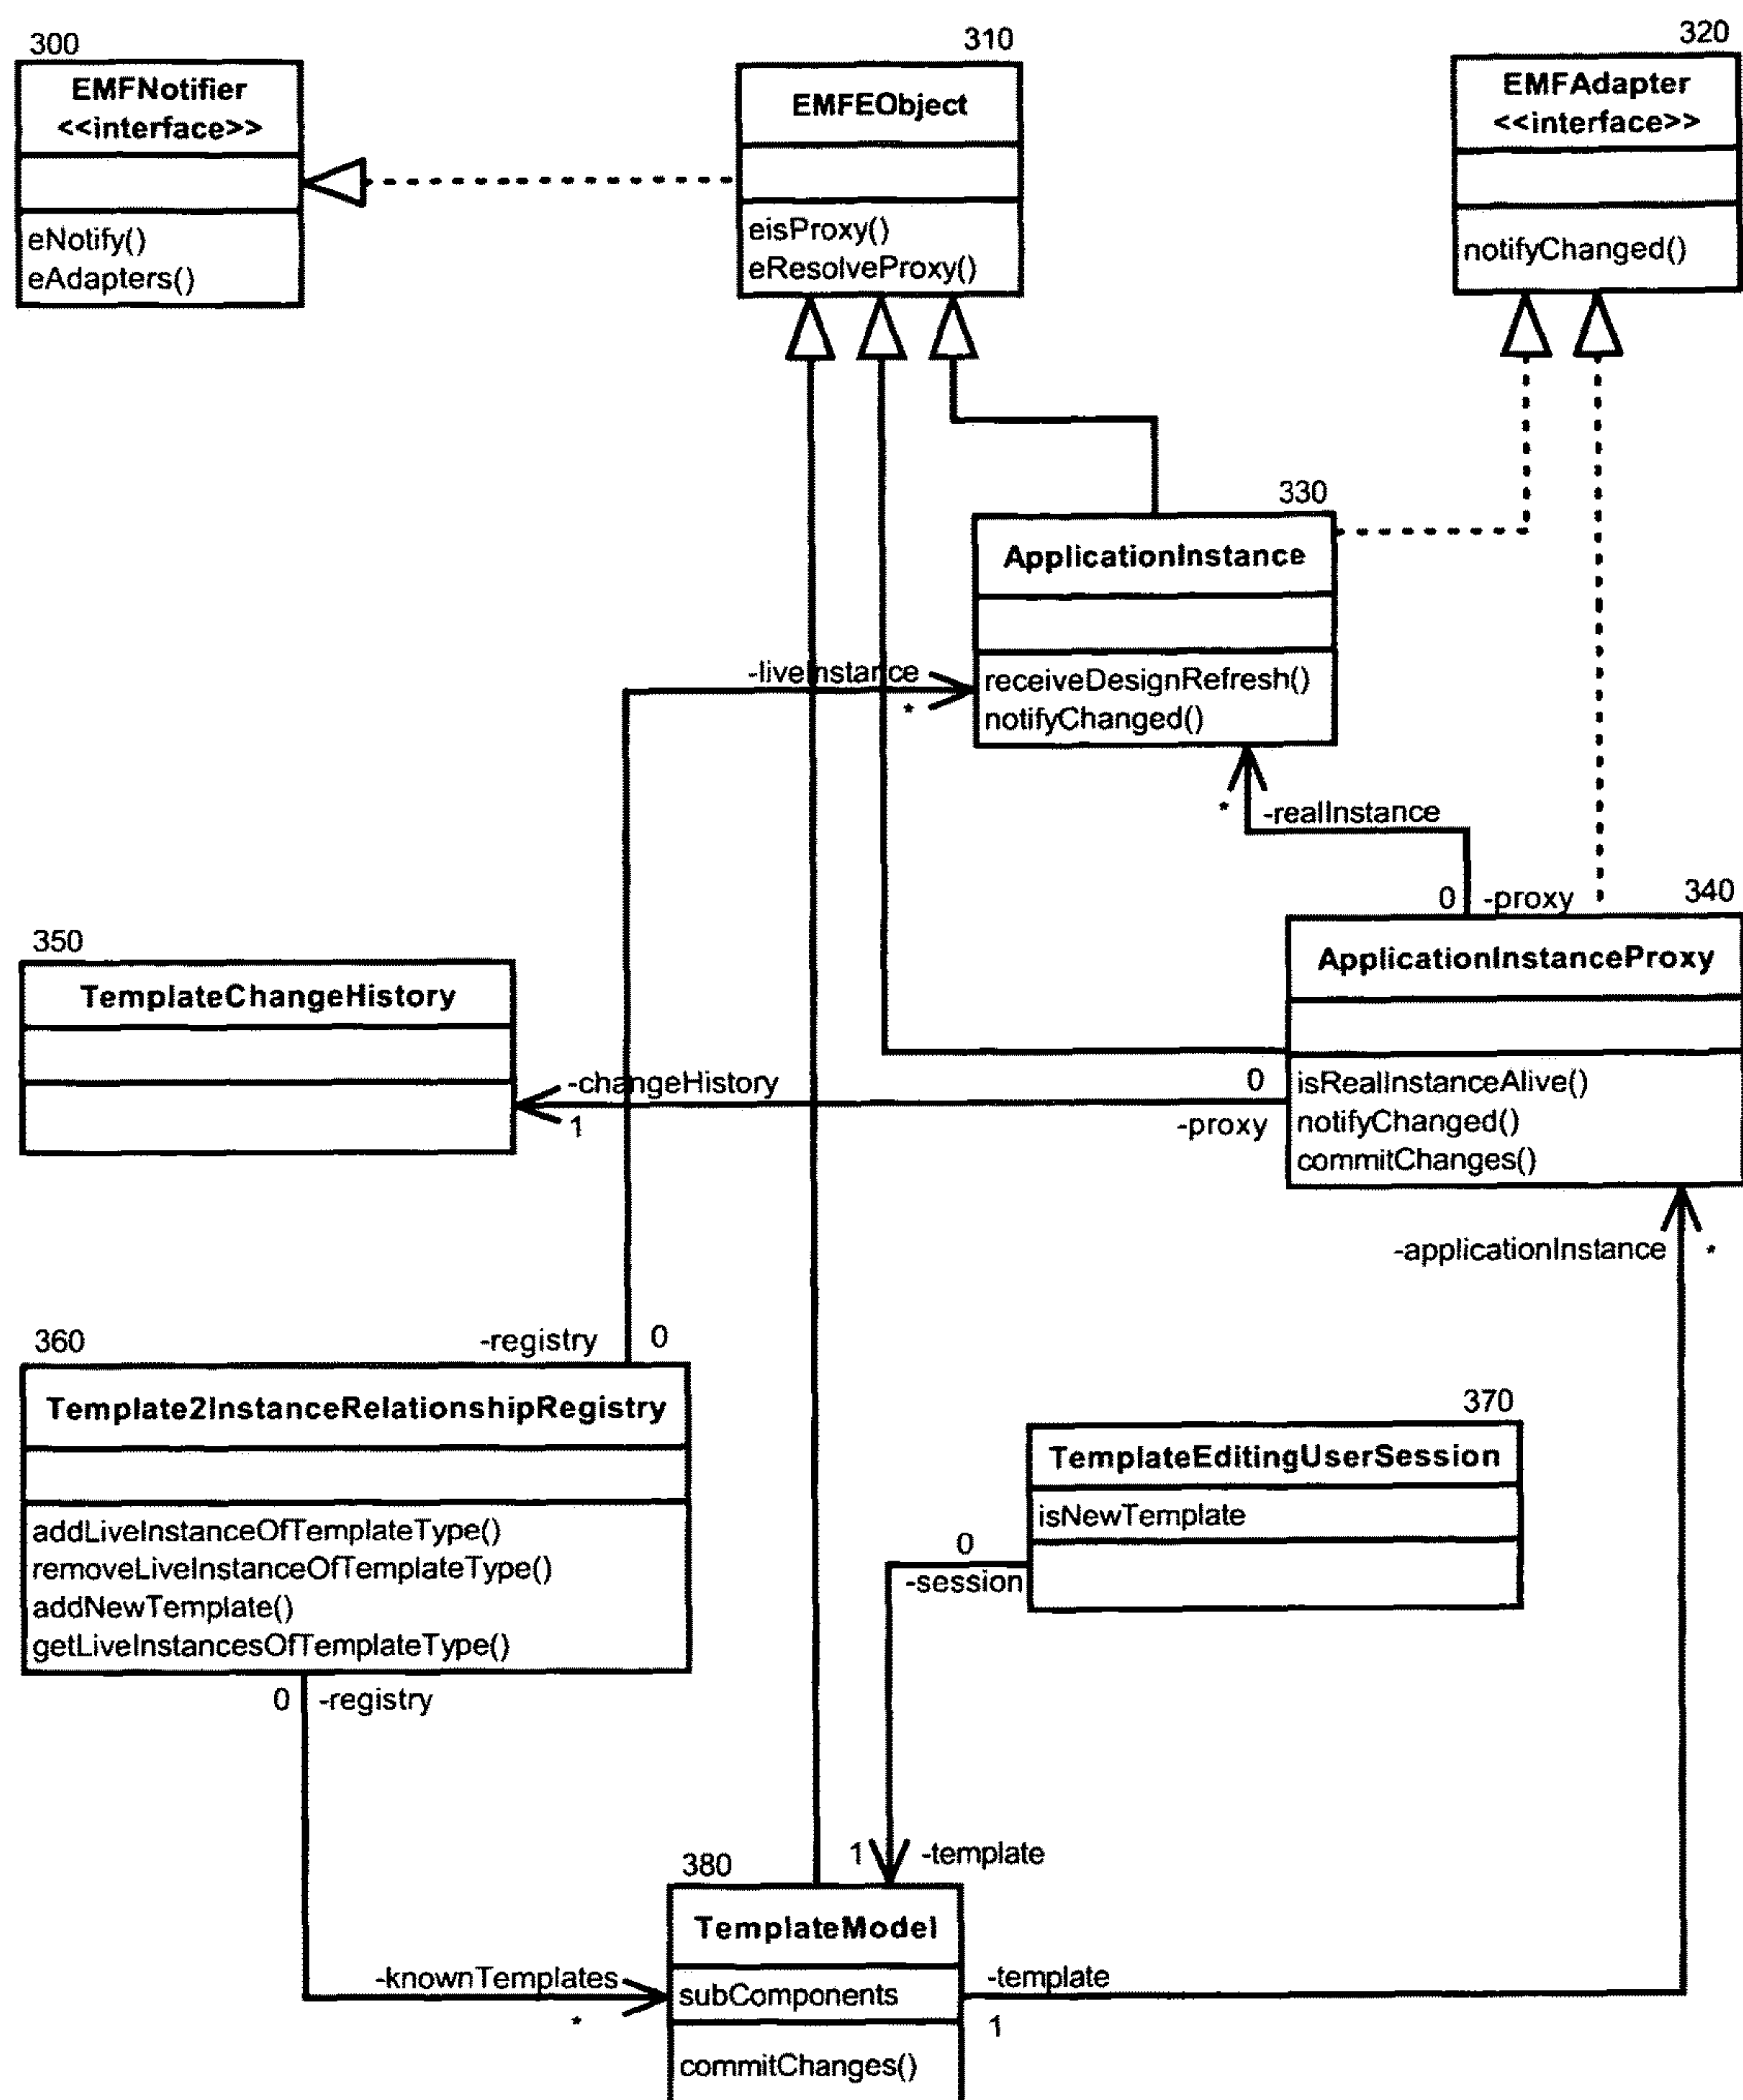 300
EMFNotifier
<<interface>>
eNotify()
eAdapters()
310
EMFEObject
eisProxy()
eResolveProxy()
320
EMFAdapter
<<interface>>
notifyChanged()
330
ApplicationInstance
receiveDesignRefresh()
notifyChanged()
-liveInstance
*
* -realInstance
0 -proxy
340
ApplicationInstanceProxy
isRealInstanceAlive()
notifyChanged()
commitChanges()
350
TemplateChangeHistory
-changeHistory
1
0
-proxy
-applicationInstance *
360
-registry 0
Template2InstanceRelationshipRegistry
addLiveInstanceOfTemplateType()
removeLiveInstanceOfTemplateType()
addNewTemplate()
getLiveInstancesOfTemplateType()
0 -registry
370
TemplateEditingUserSession
isNewTemplate
0
-session
1 -template
380
TemplateModel
subComponents
commitChanges()
-knownTemplates
*
-template
1